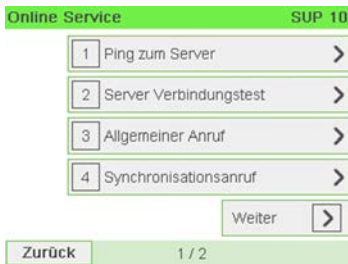 Online Service SUP 10
1 Ping zum Server
2 Server Verbindungstest
3 Allgemeiner Anruf
4 Synchronisationsanruf
Weiter
Zurück 1 / 2